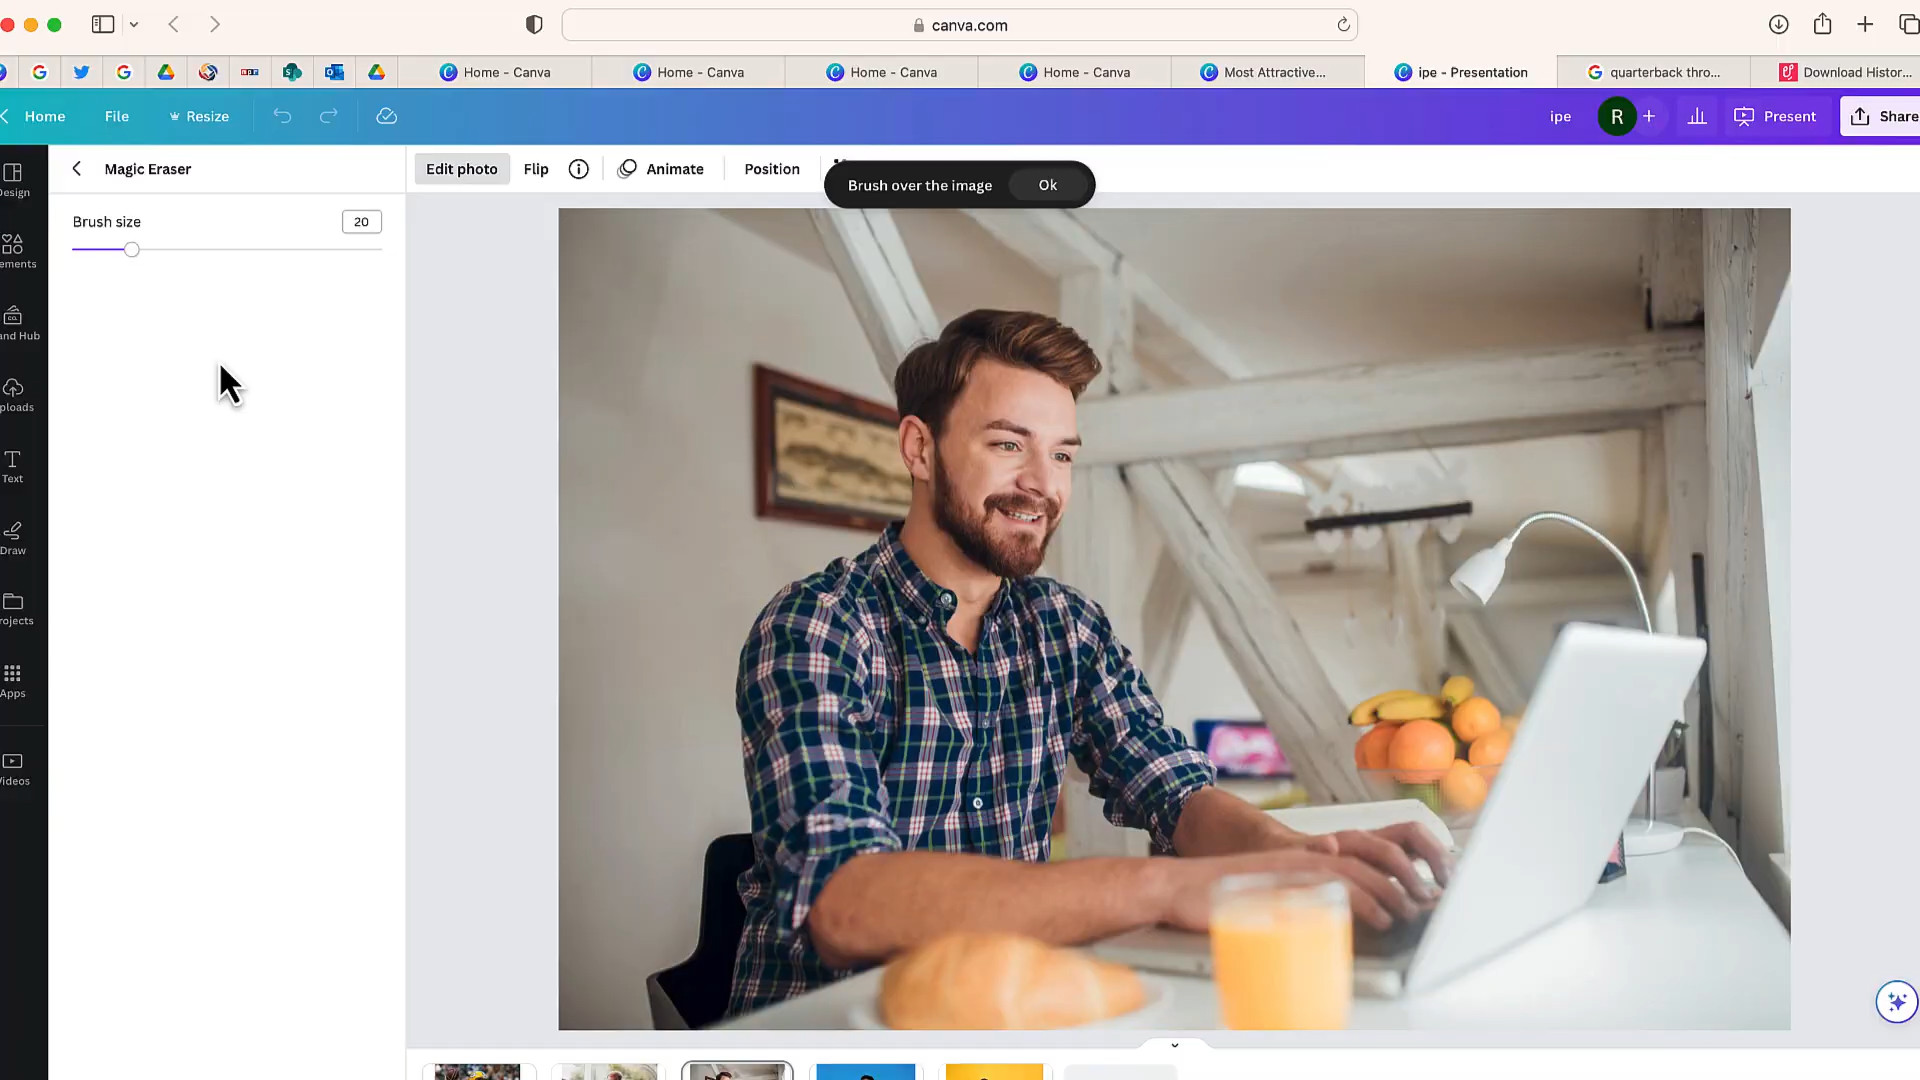 canva.com
Home - Canva
Home - Canva
Home - Canva
Home - Canva
Most Attractive...
ipe - Presentation
quarterback thro...
Download Histor...
Home
File
Resize
ipe
R
Present
Share
Magic Eraser
Edit photo
Flip
Animate
Position
Brush over the image
Ok
Brush size
20
Design
ements
and Hub
ploads
Text
Draw
rojects
Apps
Videos